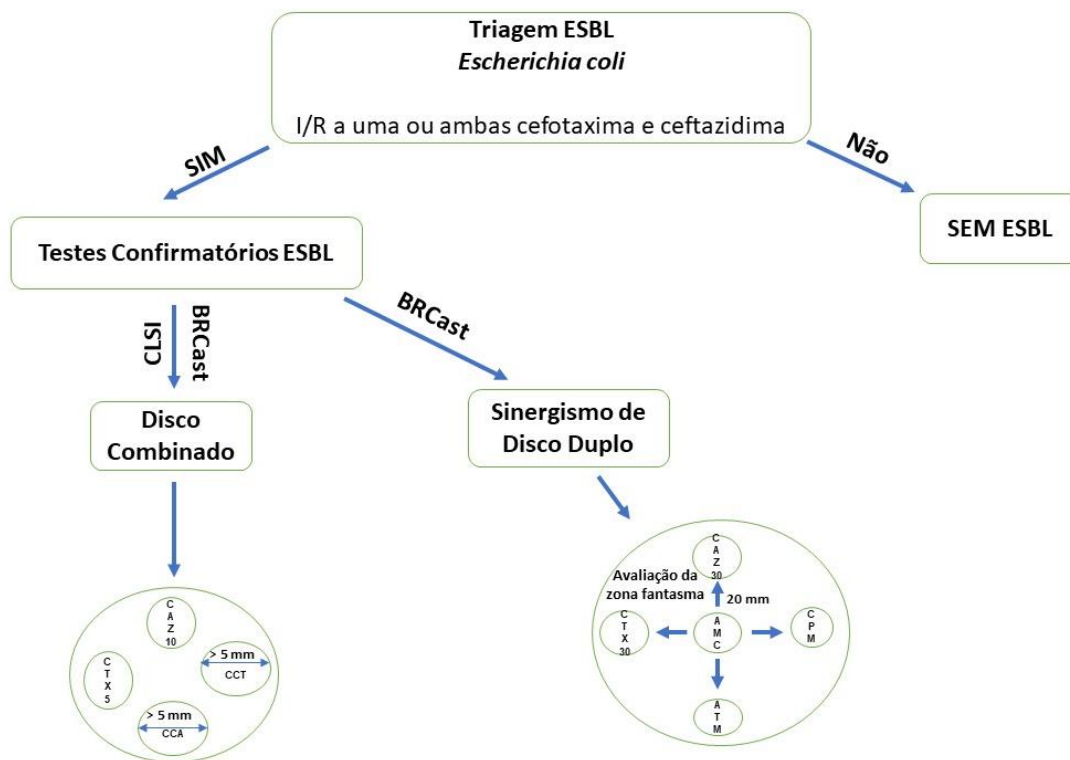 Triagem ESBL
Escherichia coli
I/R a uma ou ambas cefotaxima e ceftazidima
SIM
Não
SEM ESBL
Testes Confirmatórios ESBL
CLSI
BRCast
BRCast
Disco
Combinado
Sinergismo de
Disco Duplo
C
A
Z
10
C
T
X
5
> 5 mm
CCT
> 5 mm
CCA
C
A
Z
30
Avaliação da
zona fantasma
20 mm
C
T
X
30
A
M
C
C
P
M
A
T
M